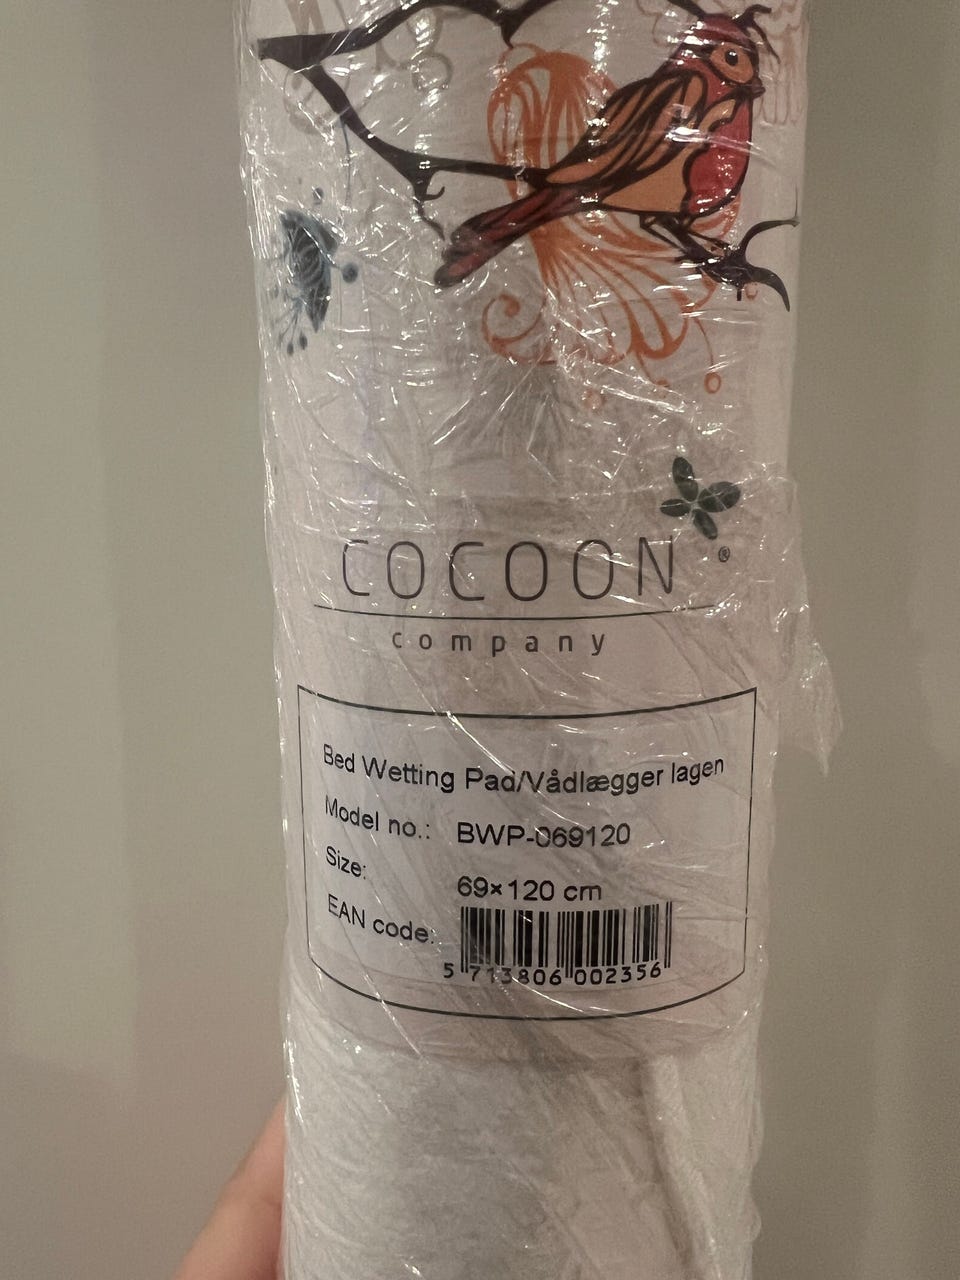 COCOON ®
company
Bed Wetting Pad/Vådlægger lagen
Model no.: BWP-069120
Size: 69×120 cm
EAN code:
5 713806 002356